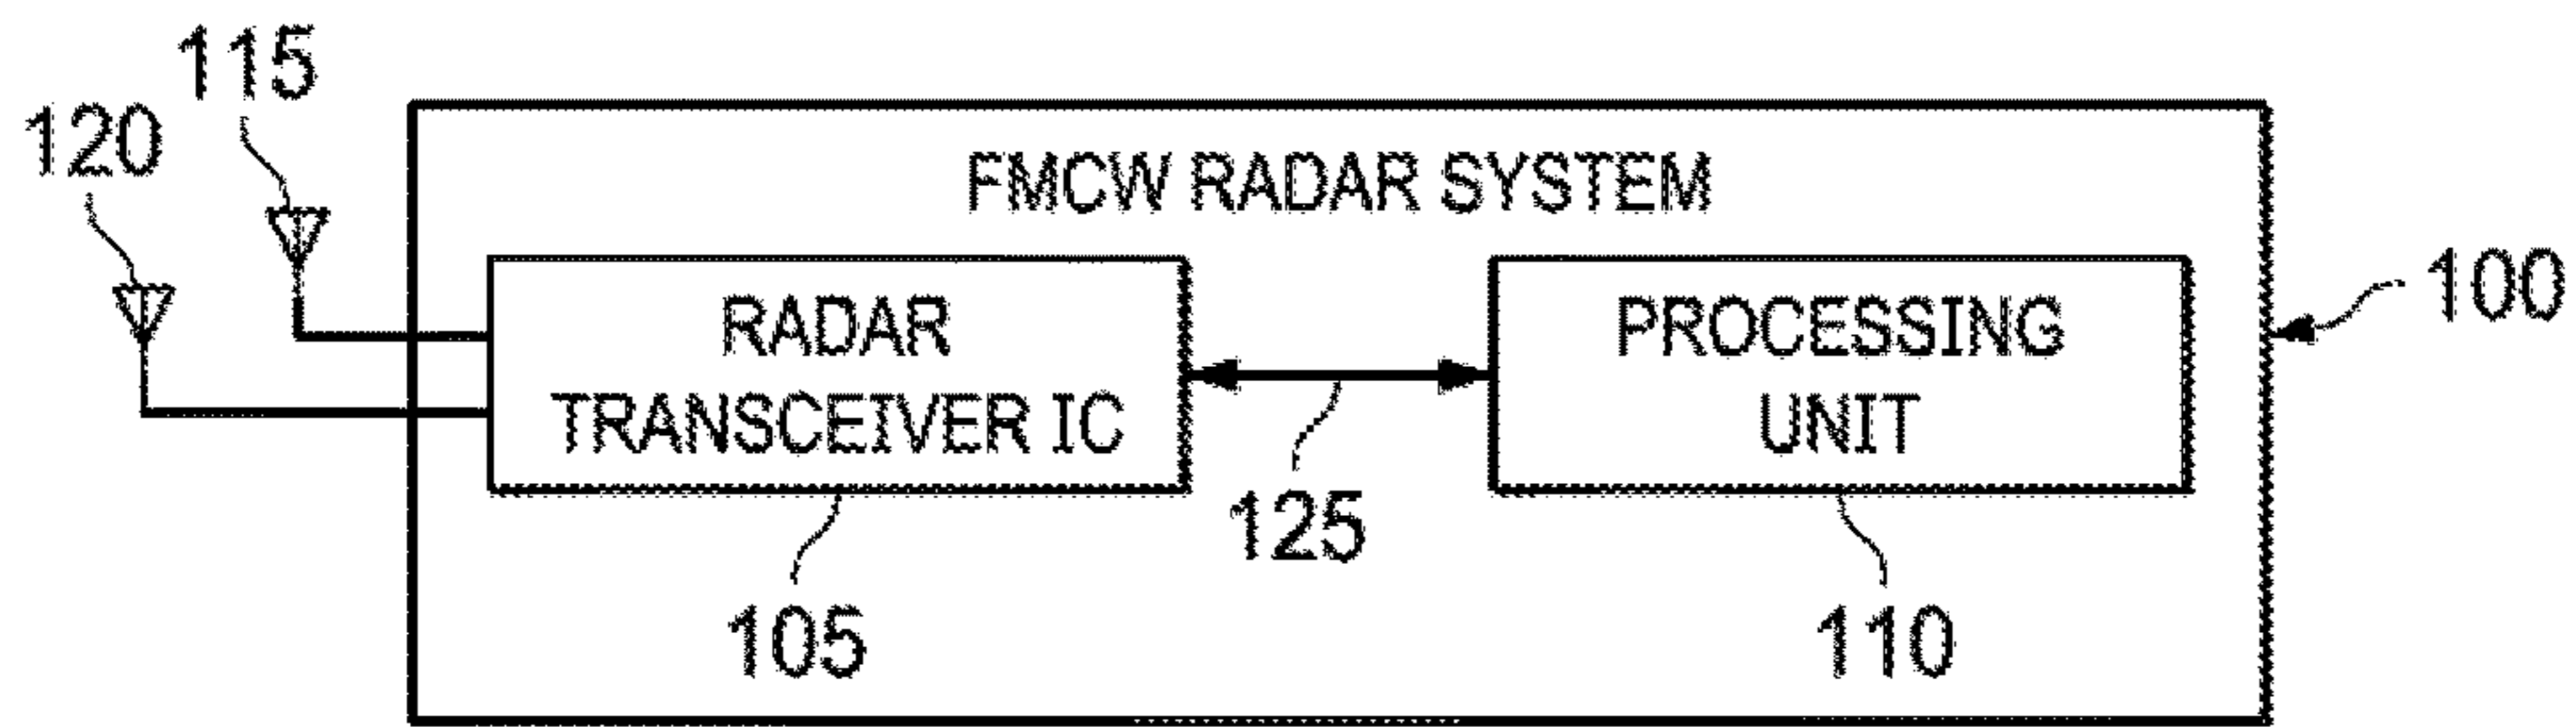 115
120
FMCW RADAR SYSTEM
100
RADAR
TRANSCEIVER IC
PROCESSING
UNIT
125
105
110